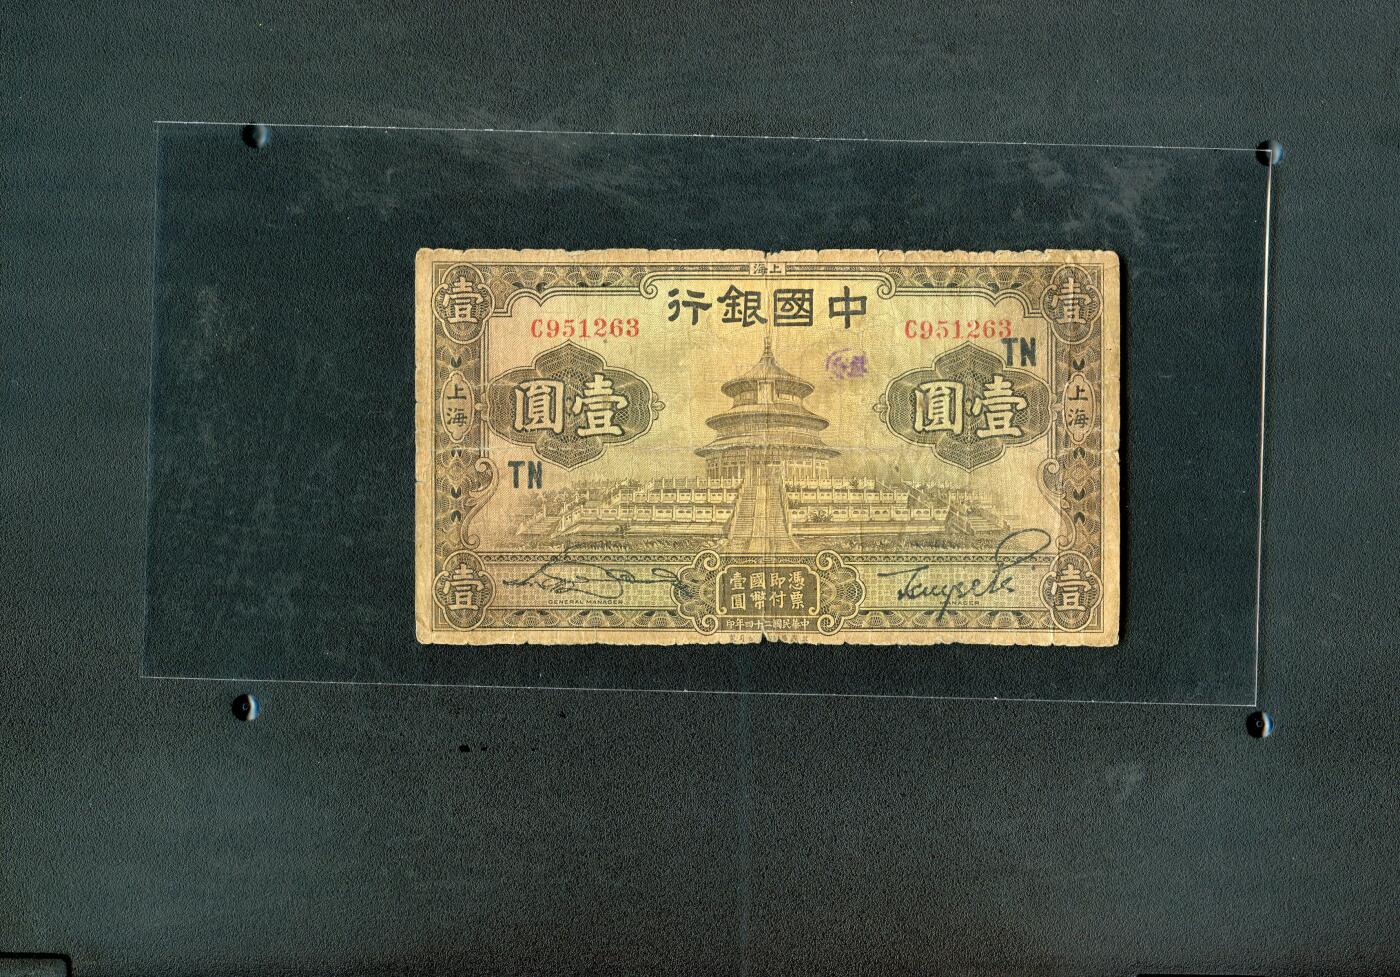 上海
中國銀行
壹
壹
C951263
C951263
TN
壹圓
壹圓
上海
上海
TN
憑票即付國幣壹圓
GENERAL MANAGER
MANAGER
壹
壹
中華民國二十四年印